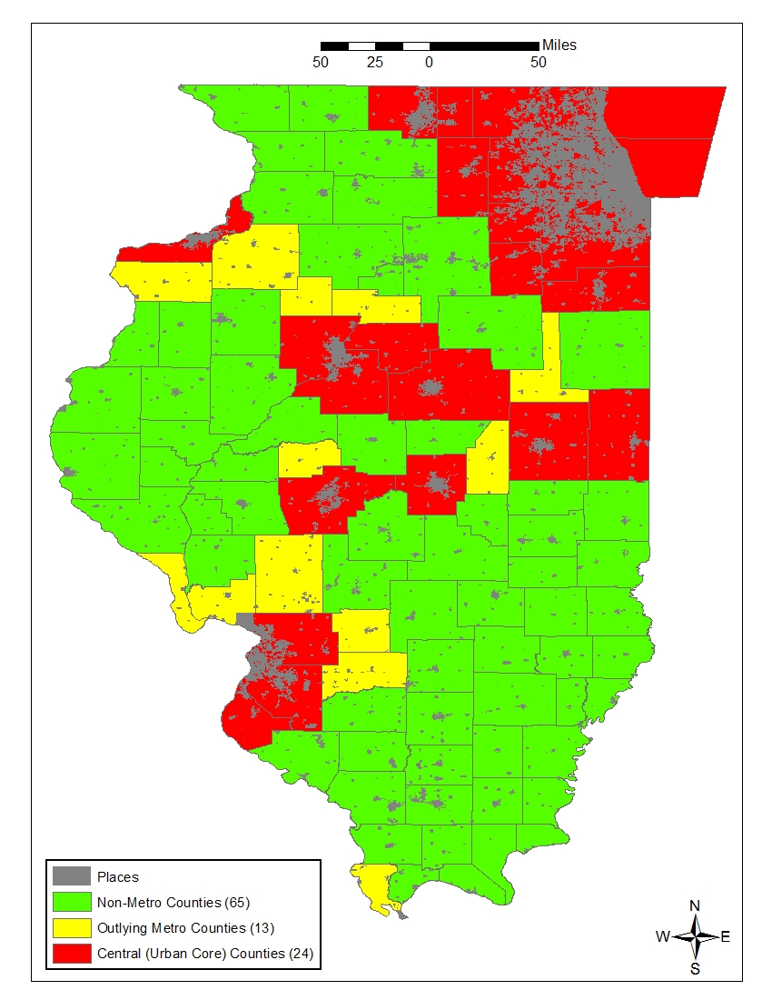 Miles
50 25 0 50
Places
Non-Metro Counties (65)
Outlying Metro Counties (13)
Central (Urban Core) Counties (24)
N
W E
S